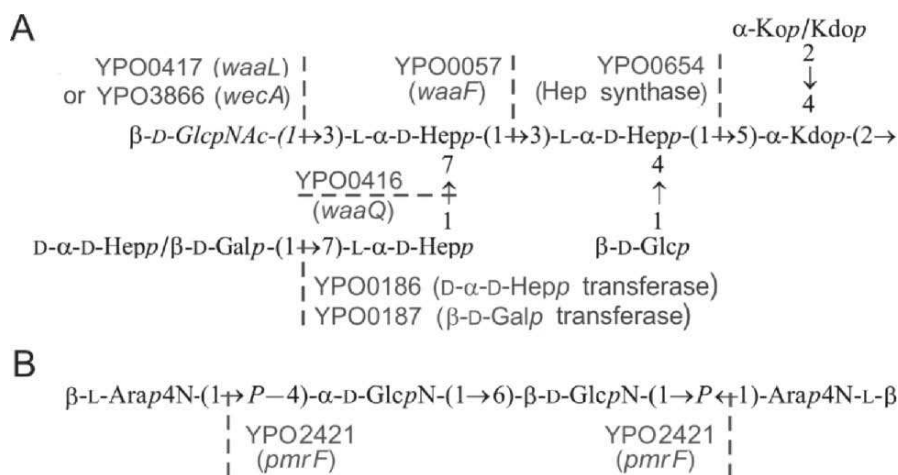 A
α-Kop/Kdop
YPO0417 (waaL) YPO0057 YPO0654 2
or YPO3866 (wecA) (waaF) (Hep synthase) ↓
4
β-D-GlcpNAc-(1→3)-L-α-D-Hepp-(1→3)-L-α-D-Hepp-(1→5)-α-Kdop-(2→
7 4
YPO0416 ↑ ↑
(waaQ) 1 1
D-α-D-Hepp/β-D-Galp-(1→7)-L-α-D-Hepp β-D-Glcp
YPO0186 (D-α-D-Hepp transferase)
YPO0187 (β-D-Galp transferase)
B
β-L-Arap4N-(1→P–4)-α-D-GlcpN-(1→6)-β-D-GlcpN-(1→P←1)-Arap4N-L-β
YPO2421 YPO2421
(pmrF) (pmrF)